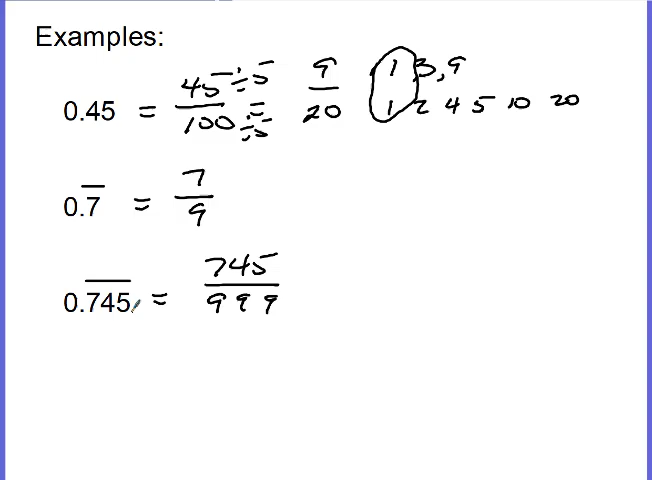 Examples:
0.45 = 45÷5/100÷5 9/20 1, 3, 9
1 2 4 5 10 20
0.7̅ = 7/9
0.7̅4̅5̅ = 745/999